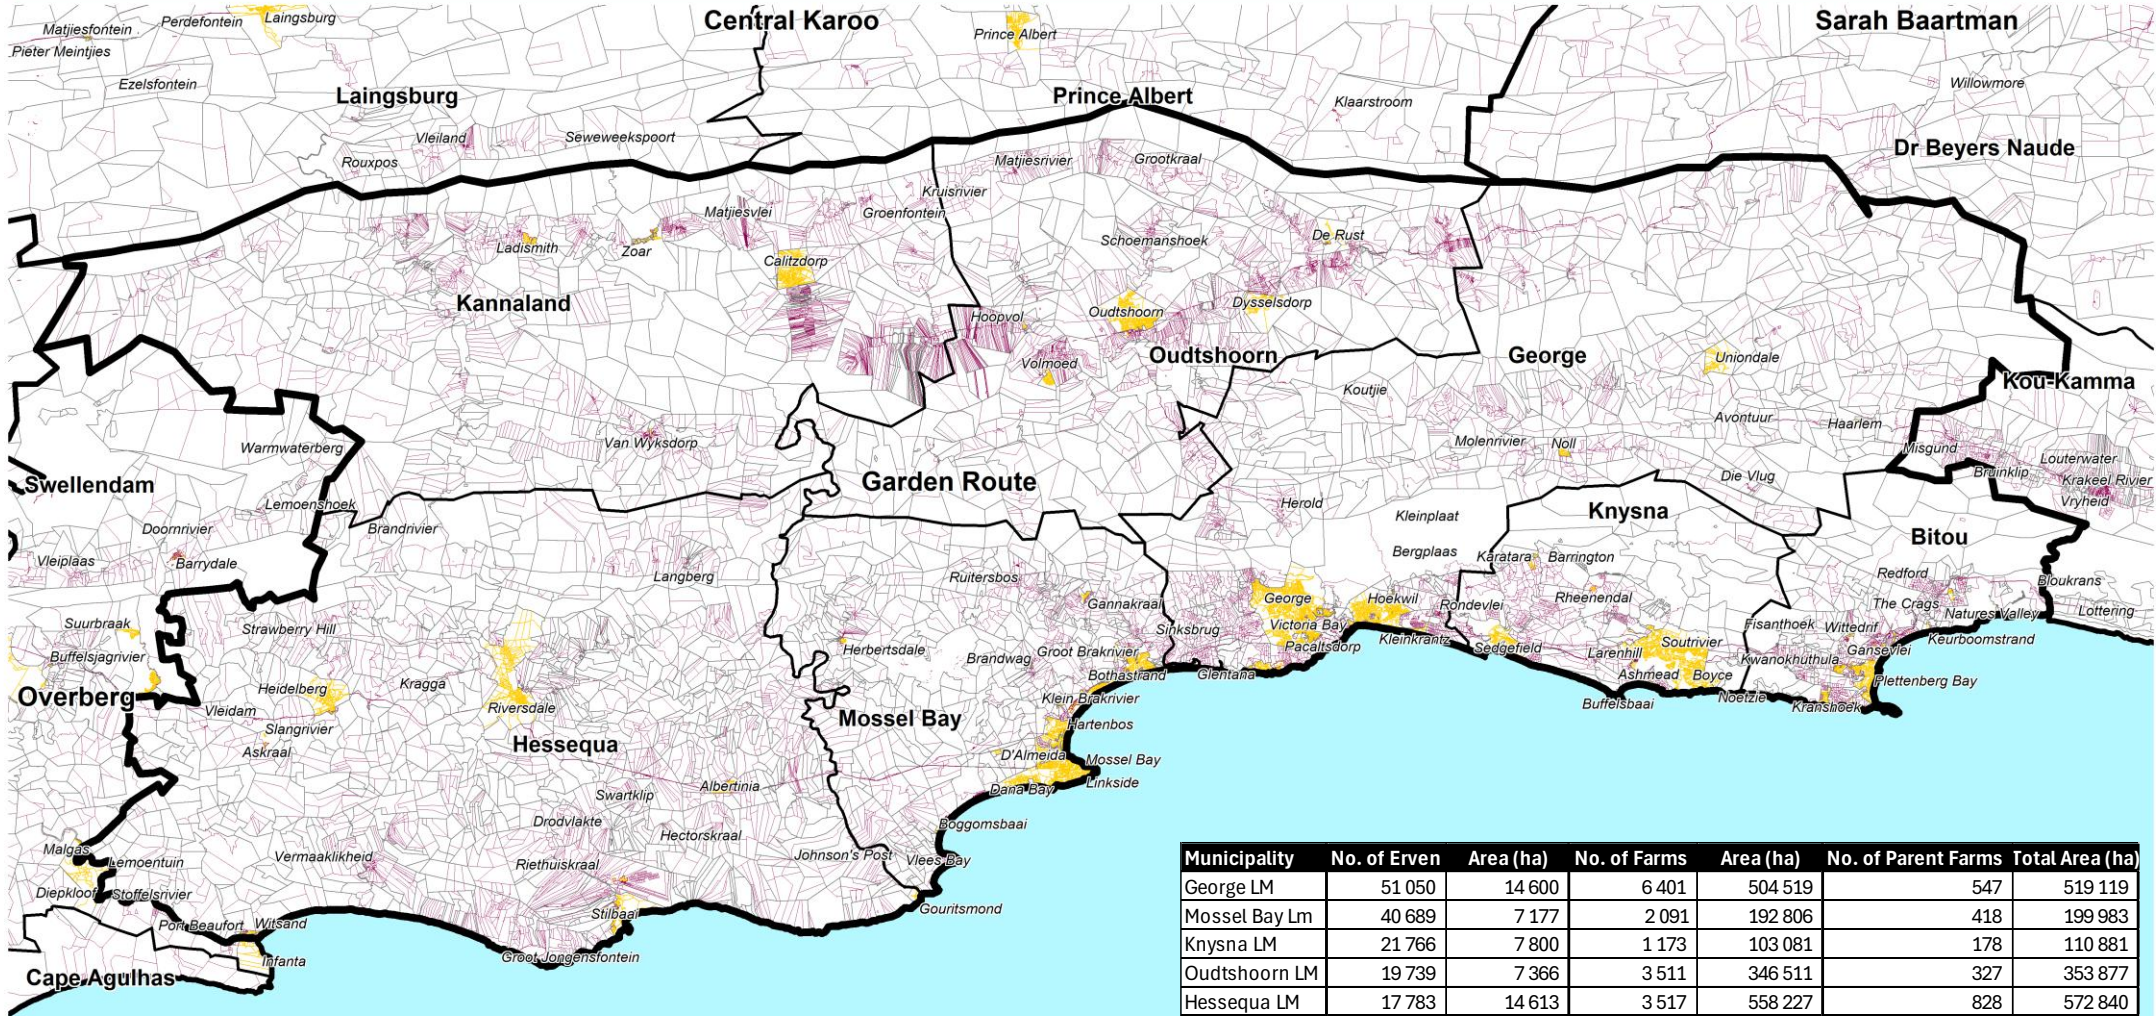 Central Karoo
Sarah Baartman
Matjiesfontein
Perdefontein
Laingsburg
Prince Albert
Pieter Meintjies
Ezelsfontein
Willowmore
Laingsburg
Prince Albert
Klaarstroom
Vleiland
Seweweekspoort
Dr Beyers Naude
Rouxpos
Matjiesrivier
Grootkraal
Kruisrivier
Matjiesvlei
Groenfontein
Ladismith
Zoar
Schoemanshoek
De Rust
Calitzdorp
Kannaland
Hoopvol
Oudtshoorn
Dysselsdorp
Volmoed
Oudtshoorn
George
Uniondale
Kou-Kamma
Koutjie
Avontuur
Haarlem
Warmwaterberg
Van Wyksdorp
Molenrivier
Noll
Misgund
Louterwater
Bruinklip
Krakeel Rivier
Vryheid
Swellendam
Garden Route
Die Vlug
Lemoenshoek
Herold
Knysna
Doornrivier
Brandrivier
Kleinplaat
Bitou
Vleiplaas
Barrydale
Langberg
Ruitersbos
Bergplaas
Karatara
Barrington
Redford
Bloukrans
Gannakraal
George
Hoekwil
Rondevlei
Rheenendal
The Crags
Natures Valley
Lottering
Suurbraak
Strawberry Hill
Sinksbrug
Victoria Bay
Pacaltsdorp
Kleinkrantz
Sedgefield
Soutrivier
Fisanthoek
Wittedrif
Keurboomstrand
Buffelsjagrivier
Herbertsdale
Brandwag
Groot Brakrivier
Bothastrand
Glentana
Larenhill
Kwanokhuthula
Gansevlei
Overberg
Heidelberg
Kragga
Ashmead
Boyce
Plettenberg Bay
Vleidam
Riversdale
Klein Brakrivier
Buffelsbaai
Noetzie
Kranshoek
Slangrivier
Mossel Bay
Hartenbos
Askraal
Hessequa
D'Almeida
Mossel Bay
Linkside
Dana Bay
Albertinia
Swartklip
Drodvlakte
Hectorskraal
Boggomsbaai
Malgas
Lemoentuin
Vermaaklikheid
Riethuiskraal
Johnson's Post
Vlees Bay
Diepkloof
Stoffelsrivier
Gouritsmond
Stilbaai
Port Beaufort
Witsand
Infanta
Groot Jongensfontein
Cape Agulhas
Municipality No. of Erven Area (ha) No. of Farms Area (ha) No. of Parent Farms Total Area (ha)
George LM 51 050 14 600 6 401 504 519 547 519 119
Mossel Bay Lm 40 689 7 177 2 091 192 806 418 199 983
Knysna LM 21 766 7 800 1 173 103 081 178 110 881
Oudtshoorn LM 19 739 7 366 3 511 346 511 327 353 877
Hessequa LM 17 783 14 613 3 517 558 227 828 572 840